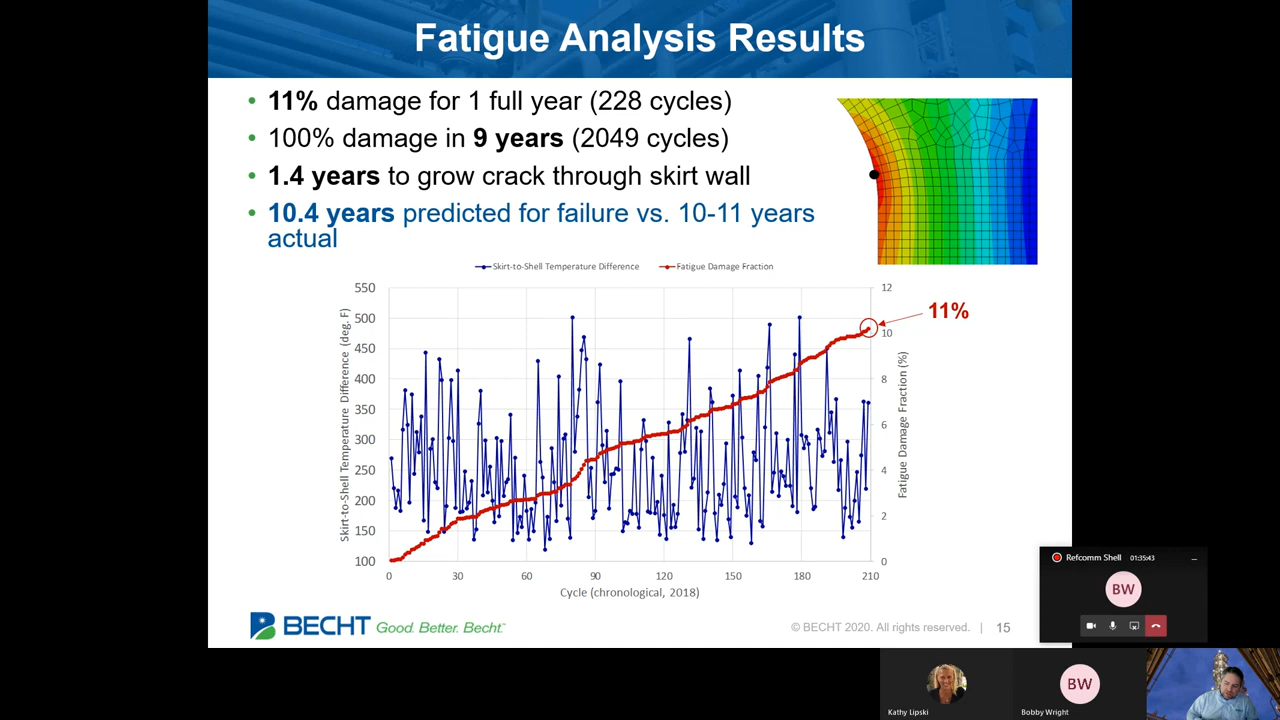 Fatigue Analysis Results
• 11% damage for 1 full year (228 cycles)
• 100% damage in 9 years (2049 cycles)
• 1.4 years to grow crack through skirt wall
• 10.4 years predicted for failure vs. 10-11 years
actual
Skirt-to-Shell Temperature Difference
Fatigue Damage Fraction
Skirt-to-Shell Temperature Difference (deg. F)
550
500
450
400
350
300
250
200
150
100
12
10
8
6
4
2
0
Fatigue Damage Fraction (%)
11%
0 30 60 90 120 150 180 210
Cycle (chronological, 2018)
BECHT Good. Better. Becht.
© BECHT 2020. All rights reserved. | 15
Refcomm Shell 01:35:43
BW
BW
Kathy Lipski
Bobby Wright